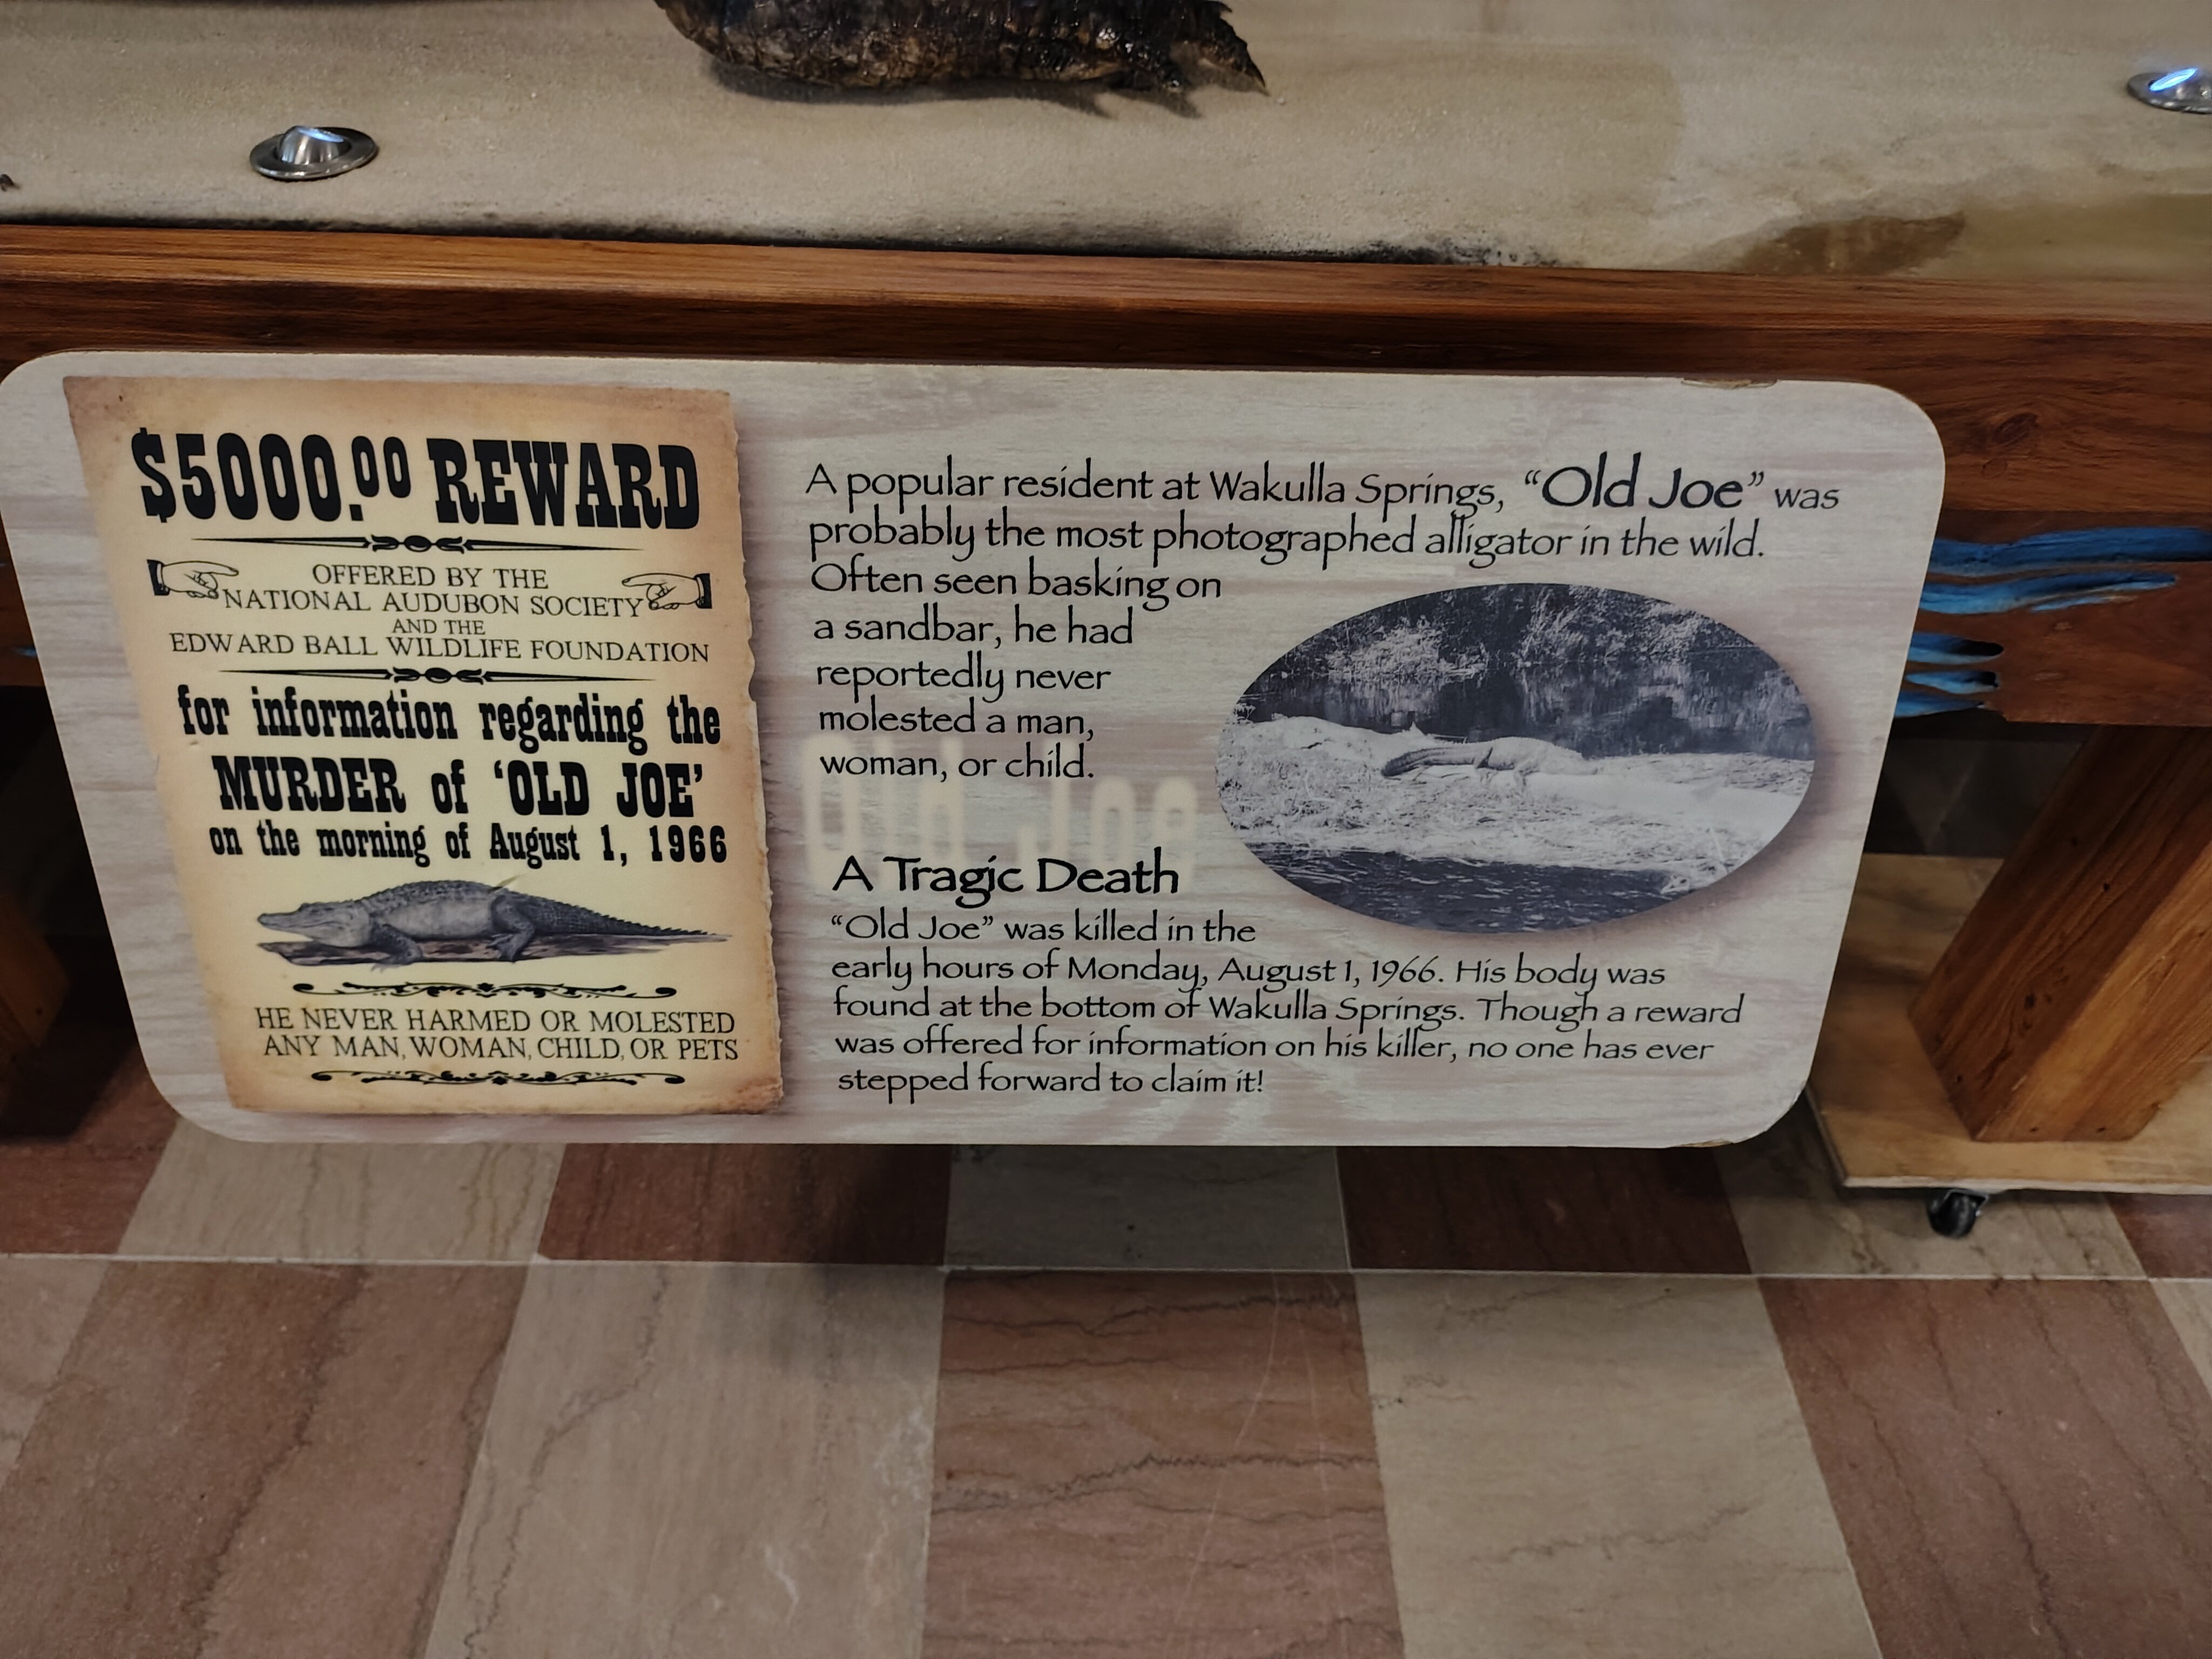 $5000.00 REWARD
OFFERED BY THE
NATIONAL AUDUBON SOCIETY
AND THE
EDWARD BALL WILDLIFE FOUNDATION
for information regarding the
MURDER of 'OLD JOE'
on the morning of August 1, 1966
HE NEVER HARMED OR MOLESTED
ANY MAN, WOMAN, CHILD, OR PETS
A popular resident at Wakulla Springs, "Old Joe" was
probably the most photographed alligator in the wild.
Often seen basking on
a sandbar, he had
reportedly never
molested a man,
woman, or child.
Old Joe
A Tragic Death
"Old Joe" was killed in the
early hours of Monday, August 1, 1966. His body was
found at the bottom of Wakulla Springs. Though a reward
was offered for information on his killer, no one has ever
stepped forward to claim it!